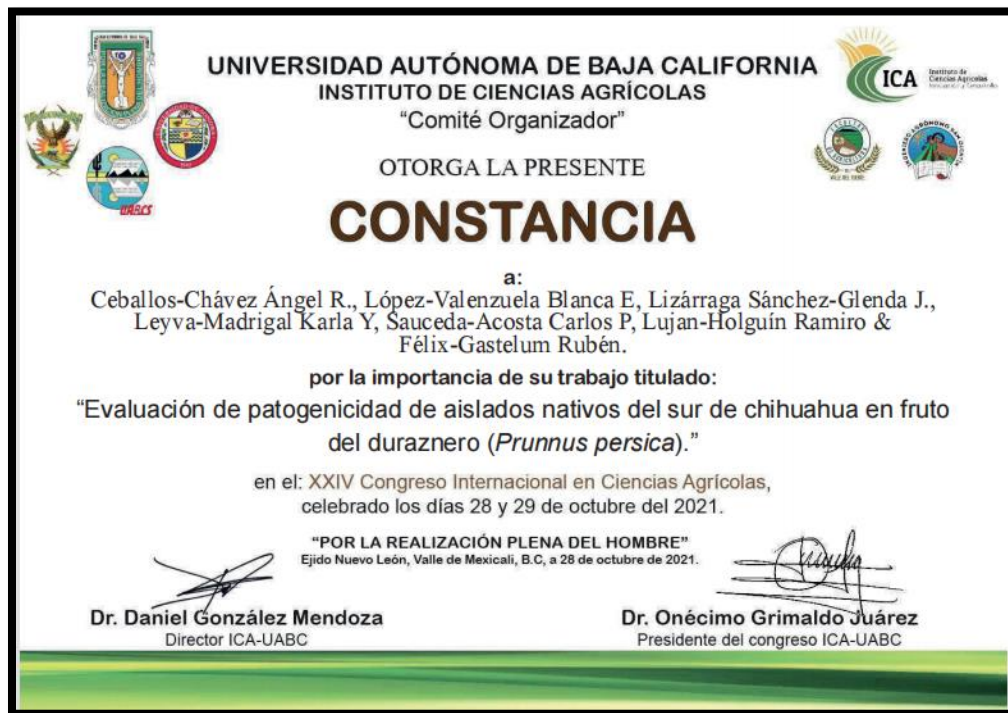 UNIVERSIDAD AUTÓNOMA DE BAJA CALIFORNIA
INSTITUTO DE CIENCIAS AGRÍCOLAS
“Comité Organizador”
ICA
Instituto de
Ciencias Agrícolas
UABCS
OTORGA LA PRESENTE
CONSTANCIA
a:
Ceballos-Chávez Ángel R., López-Valenzuela Blanca E, Lizárraga Sánchez-Glenda J.,
Leyva-Madrigal Karla Y, Sauceda-Acosta Carlos P, Lujan-Holguín Ramiro &
Félix-Gastelum Rubén.
por la importancia de su trabajo titulado:
“Evaluación de patogenicidad de aislados nativos del sur de chihuahua en fruto
del duraznero (Prunnus persica).”
en el: XXIV Congreso Internacional en Ciencias Agrícolas,
celebrado los días 28 y 29 de octubre del 2021.
“POR LA REALIZACIÓN PLENA DEL HOMBRE”
Ejido Nuevo León, Valle de Mexicali, B.C, a 28 de octubre de 2021.
Dr. Daniel González Mendoza
Director ICA-UABC
Dr. Onécimo Grimaldo Juárez
Presidente del congreso ICA-UABC